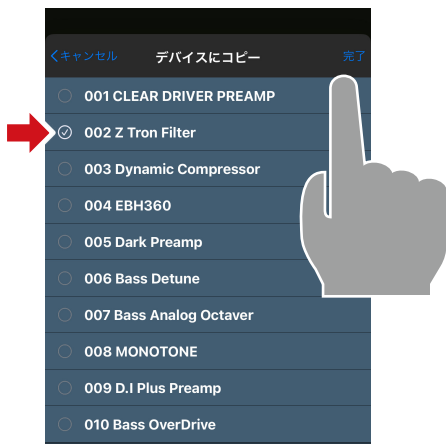 キャンセル デバイスにコピー 完了
001 CLEAR DRIVER PREAMP
002 Z Tron Filter
003 Dynamic Compressor
004 EBH360
005 Dark Preamp
006 Bass Detune
007 Bass Analog Octaver
008 MONOTONE
009 D.I Plus Preamp
010 Bass OverDrive